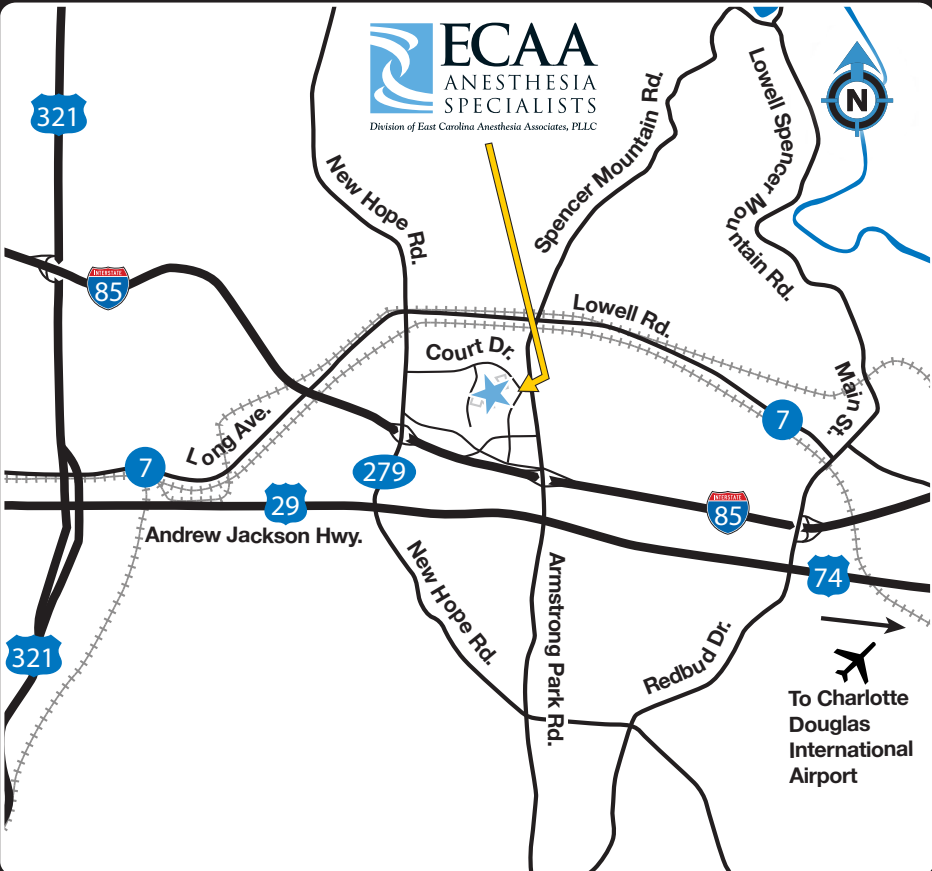 ECAA
ANESTHESIA
SPECIALISTS
Division of East Carolina Anesthesia Associates, PLLC
N
321
New Hope Rd.
Spencer Mountain Rd.
Lowell Spencer Mountain Rd.
INTERSTATE
85
Lowell Rd.
Court Dr.
Main St.
7
Long Ave.
7
279
29
Andrew Jackson Hwy.
INTERSTATE
85
74
New Hope Rd.
Armstrong Park Rd.
Redbud Dr.
321
To Charlotte
Douglas
International
Airport